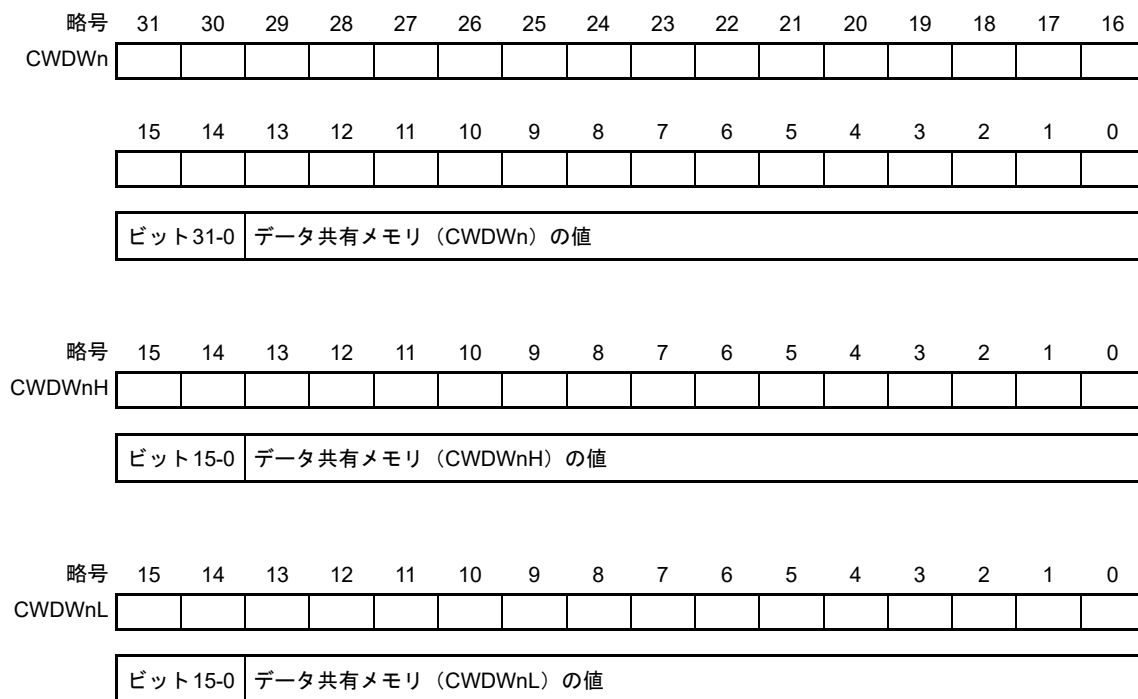 略号 31 30 29 28 27 26 25 24 23 22 21 20 19 18 17 16
CWDWn
15 14 13 12 11 10 9 8 7 6 5 4 3 2 1 0
ビット31-0 データ共有メモリ（CWDWn）の値
略号 15 14 13 12 11 10 9 8 7 6 5 4 3 2 1 0
CWDWnH
ビット15-0 データ共有メモリ（CWDWnH）の値
略号 15 14 13 12 11 10 9 8 7 6 5 4 3 2 1 0
CWDWnL
ビット15-0 データ共有メモリ（CWDWnL）の値